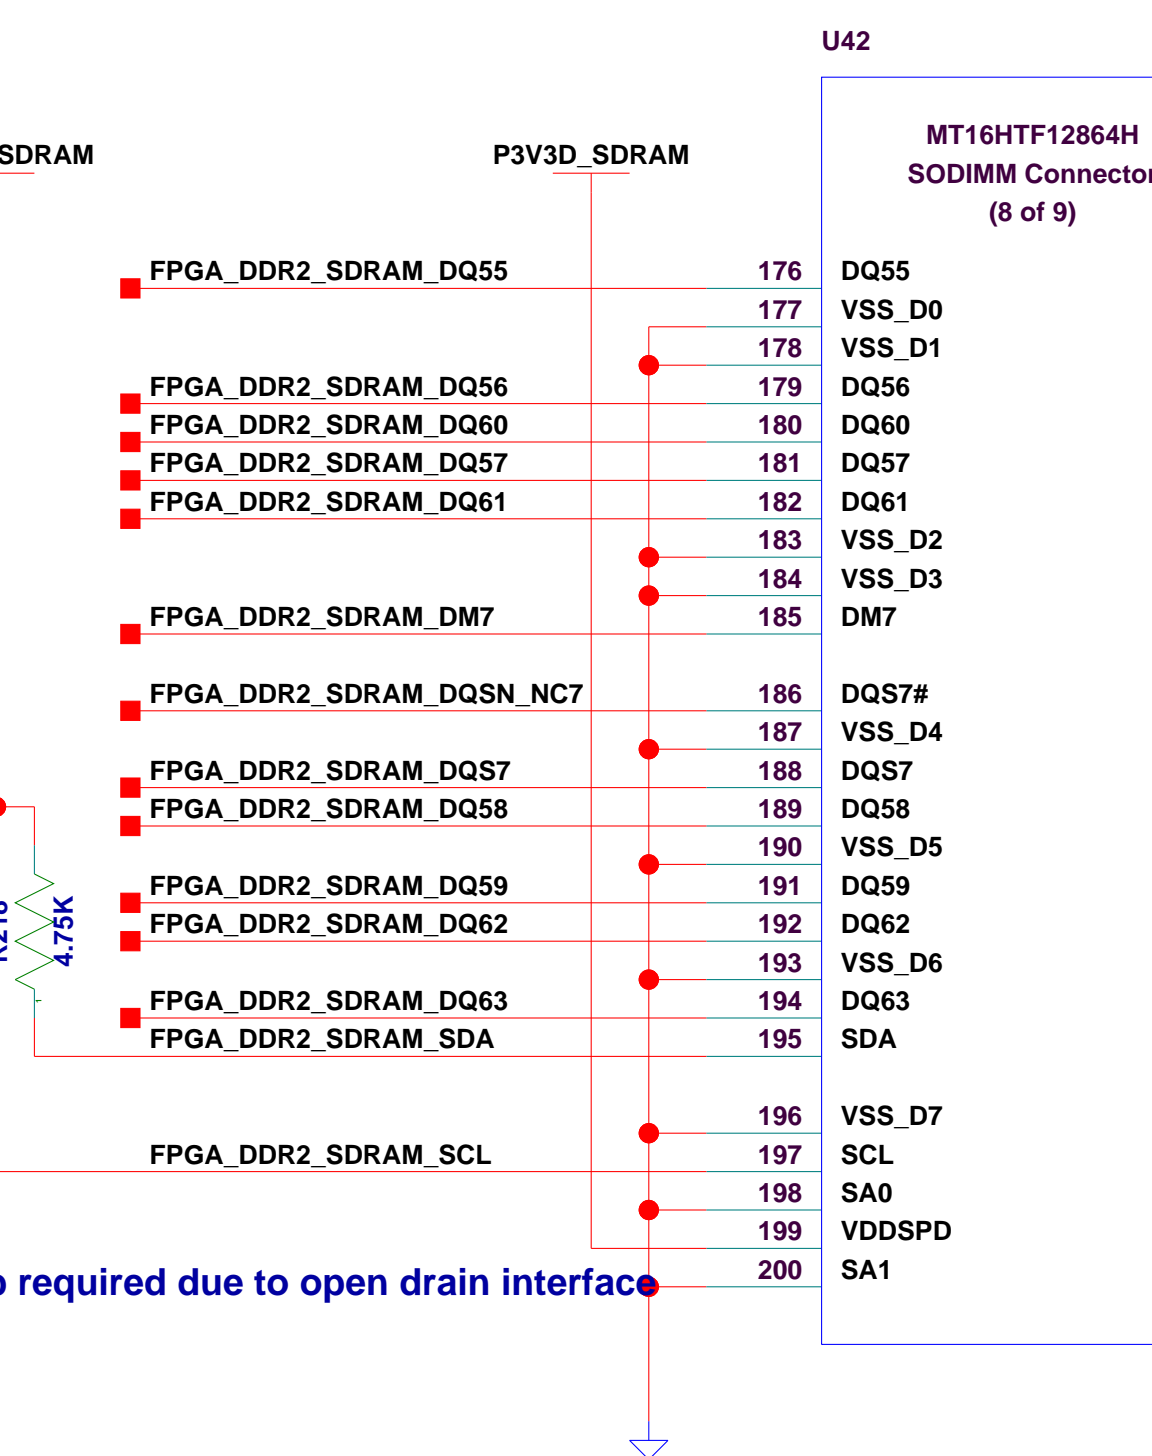 U42
MT16HTF12864H
SODIMM Connector
(8 of 9)
SDRAM
P3V3D_SDRAM
FPGA_DDR2_SDRAM_DQ55 176 DQ55
177 VSS_D0
178 VSS_D1
FPGA_DDR2_SDRAM_DQ56 179 DQ56
FPGA_DDR2_SDRAM_DQ60 180 DQ60
FPGA_DDR2_SDRAM_DQ57 181 DQ57
FPGA_DDR2_SDRAM_DQ61 182 DQ61
183 VSS_D2
184 VSS_D3
FPGA_DDR2_SDRAM_DM7 185 DM7
FPGA_DDR2_SDRAM_DQSN_NC7 186 DQS7#
187 VSS_D4
FPGA_DDR2_SDRAM_DQS7 188 DQS7
FPGA_DDR2_SDRAM_DQ58 189 DQ58
190 VSS_D5
FPGA_DDR2_SDRAM_DQ59 191 DQ59
4.75K
FPGA_DDR2_SDRAM_DQ62 192 DQ62
193 VSS_D6
FPGA_DDR2_SDRAM_DQ63 194 DQ63
FPGA_DDR2_SDRAM_SDA 195 SDA
196 VSS_D7
FPGA_DDR2_SDRAM_SCL 197 SCL
198 SA0
199 VDDSPD
200 SA1
required due to open drain interface